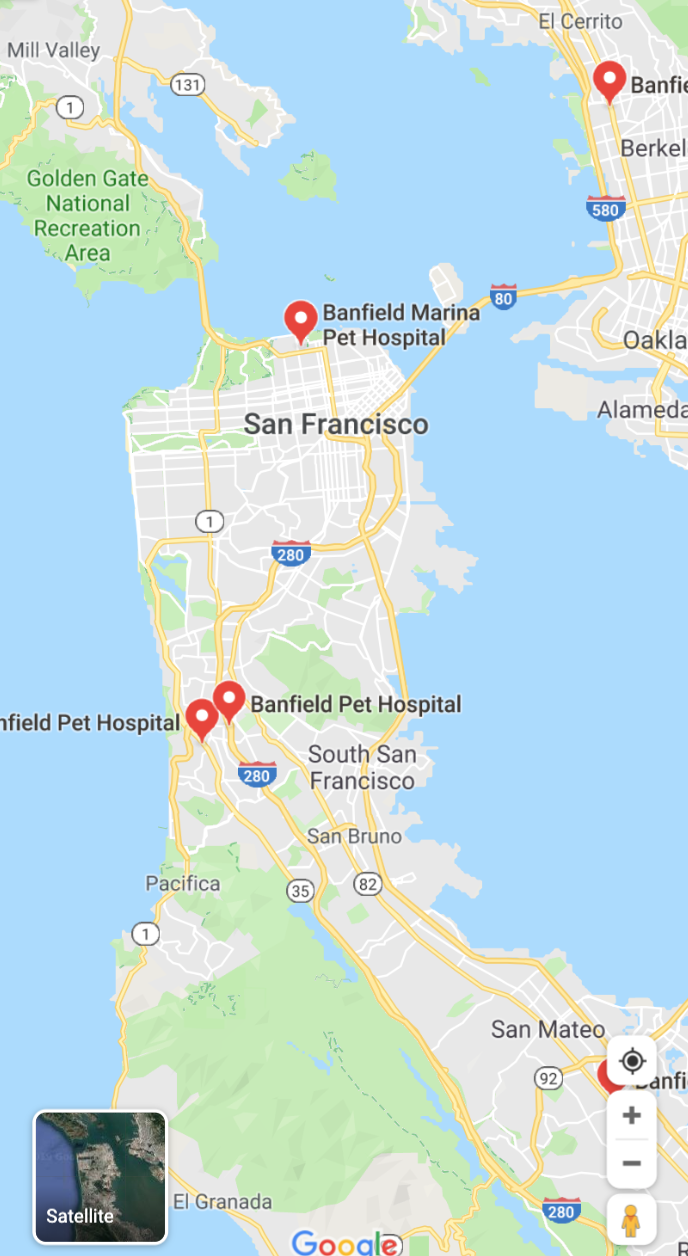 El Cerrito
Mill Valley
131
Banfie
1
Berkel
Golden Gate
National
Recreation
Area
580
80
Banfield Marina
Pet Hospital
Oakla
Alameda
San Francisco
1
280
Banfield Pet Hospital
nfield Pet Hospital
South San
Francisco
280
San Bruno
Pacifica
35
82
1
San Mateo
92
Banfi
El Granada
280
Satellite
Google